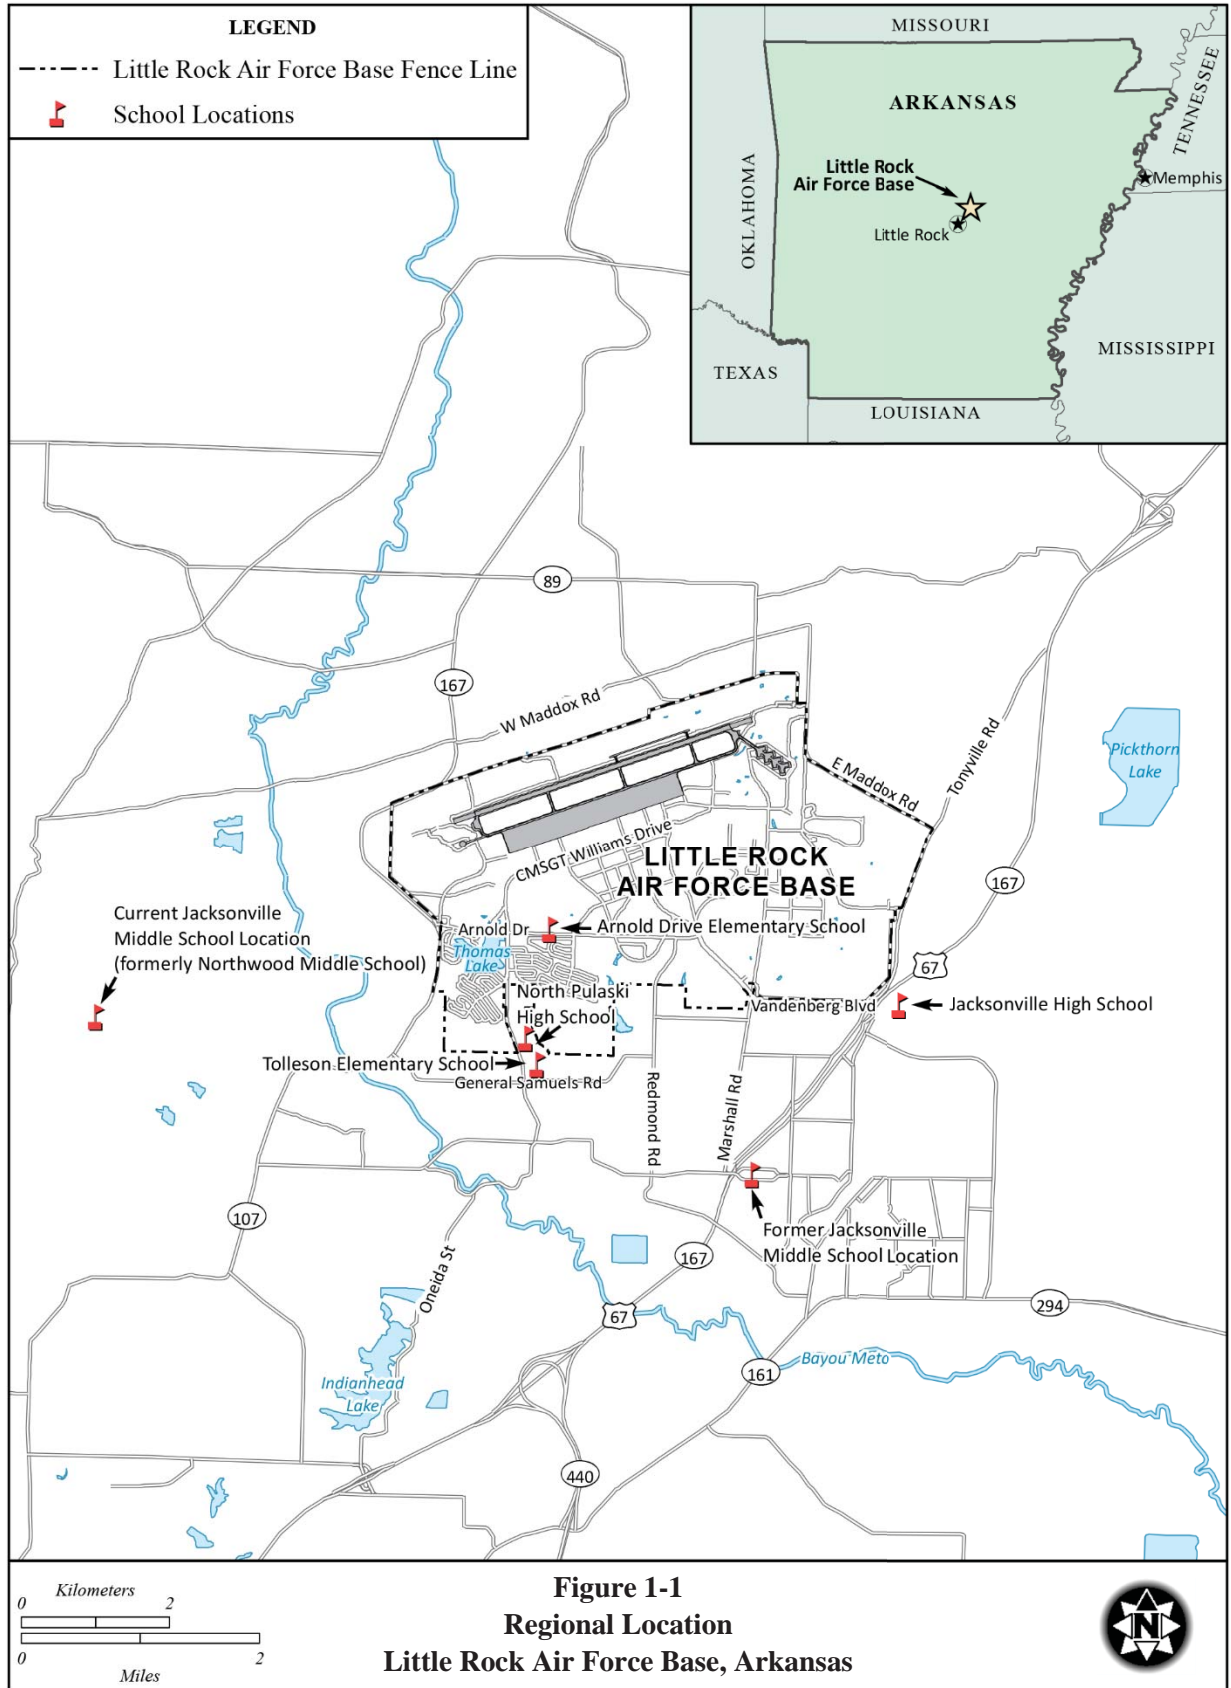 LEGEND
Little Rock Air Force Base Fence Line
School Locations
MISSOURI
ARKANSAS
TENNESSEE
OKLAHOMA
Little Rock
Air Force Base
Memphis
Little Rock
MISSISSIPPI
TEXAS
LOUISIANA
89
167
W Maddox Rd
Tonyville Rd
Pickthorn
Lake
E Maddox Rd
CMSGT Williams Drive
LITTLE ROCK
AIR FORCE BASE
167
Current Jacksonville
Middle School Location
(formerly Northwood Middle School)
Arnold Dr
Arnold Drive Elementary School
Thomas
Lake
67
North Pulaski
High School
Vandenberg Blvd
Jacksonville High School
Tolleson Elementary School
General Samuels Rd
Redmond Rd
Marshall Rd
107
Former Jacksonville
Middle School Location
167
Oneida St
67
294
Bayou Meto
161
Indianhead
Lake
440
Kilometers
0 2
0 2
Miles
Figure 1-1
Regional Location
Little Rock Air Force Base, Arkansas
N